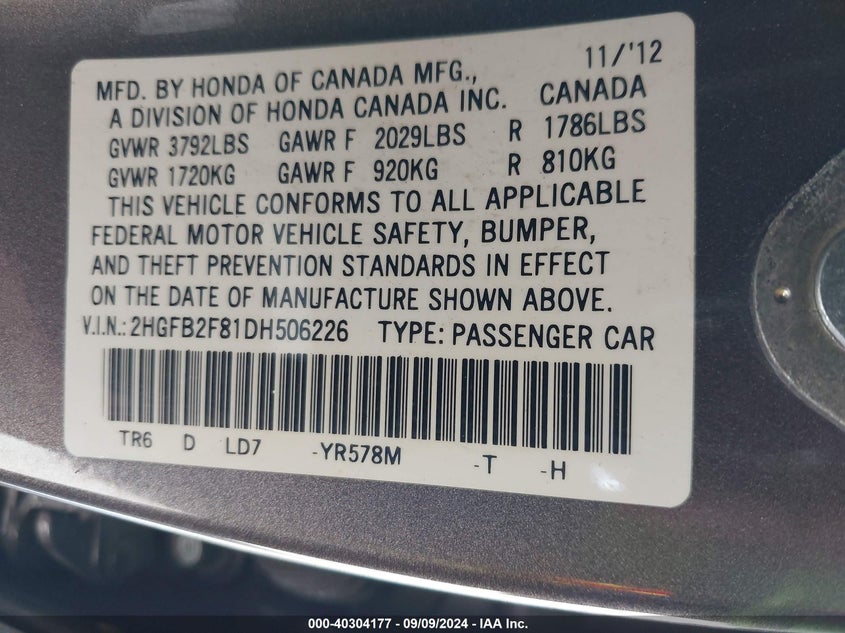 11/'12
MFD. BY HONDA OF CANADA MFG.,
A DIVISION OF HONDA CANADA INC. CANADA
GVWR 3792LBS GAWR F 2029LBS R 1786LBS
GVWR 1720KG GAWR F 920KG R 810KG
THIS VEHICLE CONFORMS TO ALL APPLICABLE
FEDERAL MOTOR VEHICLE SAFETY, BUMPER,
AND THEFT PREVENTION STANDARDS IN EFFECT
ON THE DATE OF MANUFACTURE SHOWN ABOVE.
V.I.N.: 2HGFB2F81DH506226 TYPE: PASSENGER CAR
TR6 D LD7 -YR578M -T -H
000-40304177 - 09/09/2024 - IAA Inc.